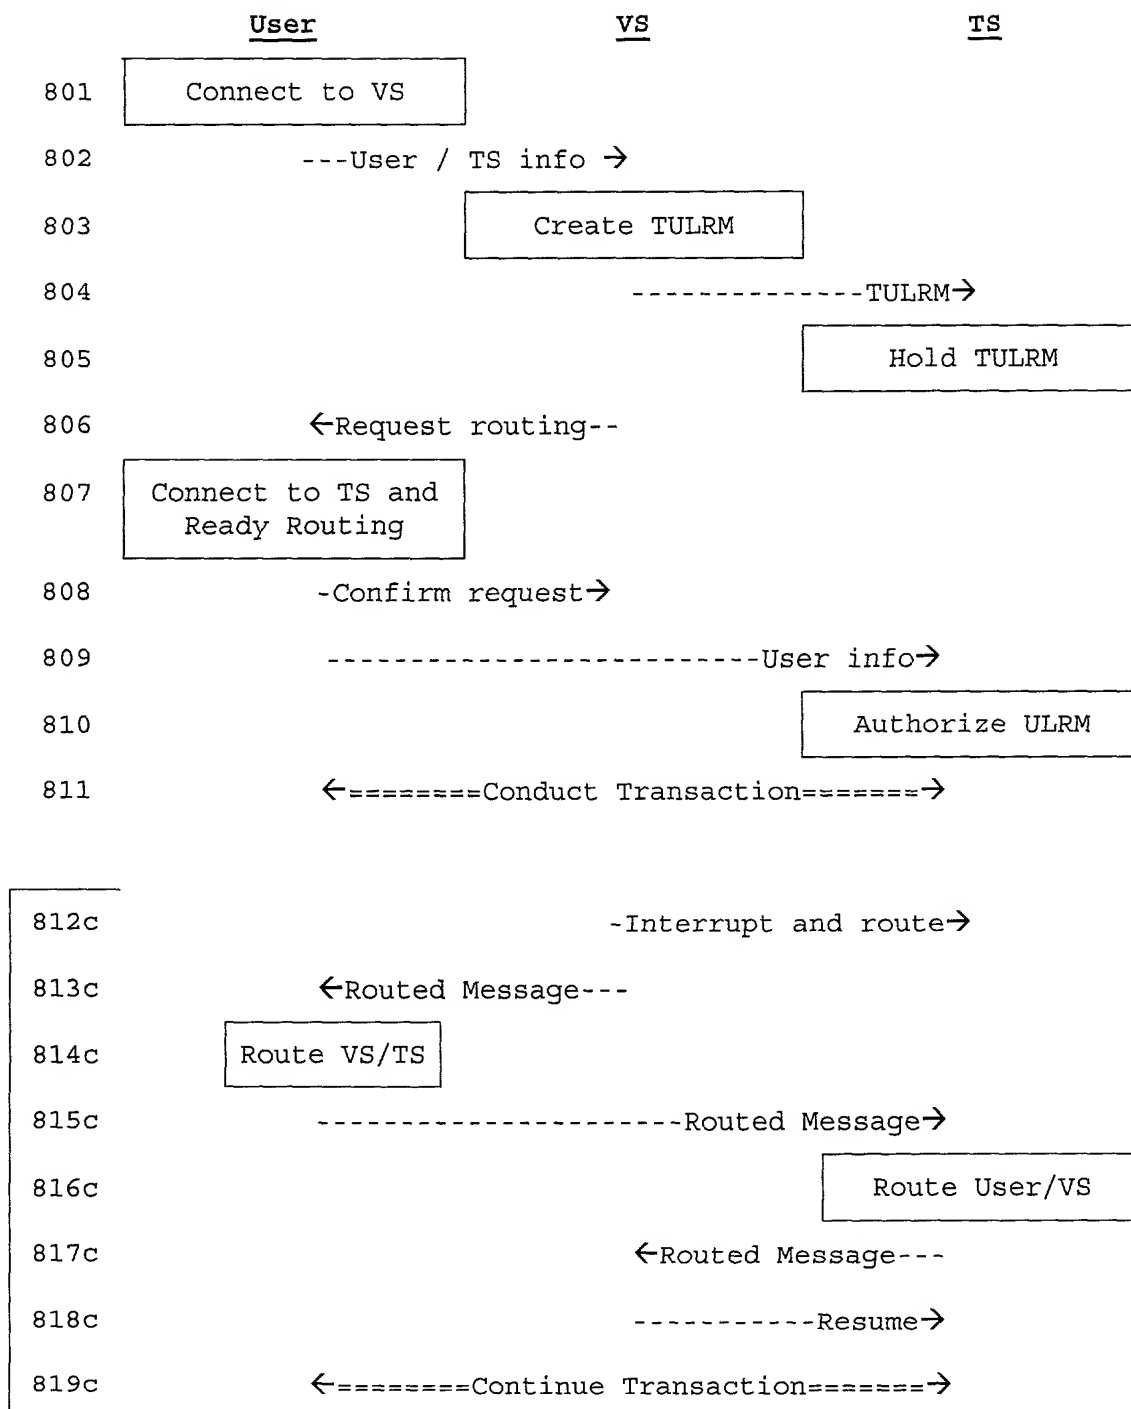 User VS TS
801 Connect to VS
802 ---User / TS info →
803 Create TULRM
804 --------------TULRM→
805 Hold TULRM
806 ←Request routing--
807 Connect to TS and
Ready Routing
808 -Confirm request→
809 --------------------------User info→
810 Authorize ULRM
811 ←========Conduct Transaction=======→
812c -Interrupt and route→
813c ←Routed Message---
814c Route VS/TS
815c ----------------------Routed Message→
816c Route User/VS
817c ←Routed Message---
818c -----------Resume→
819c ←========Continue Transaction=======→